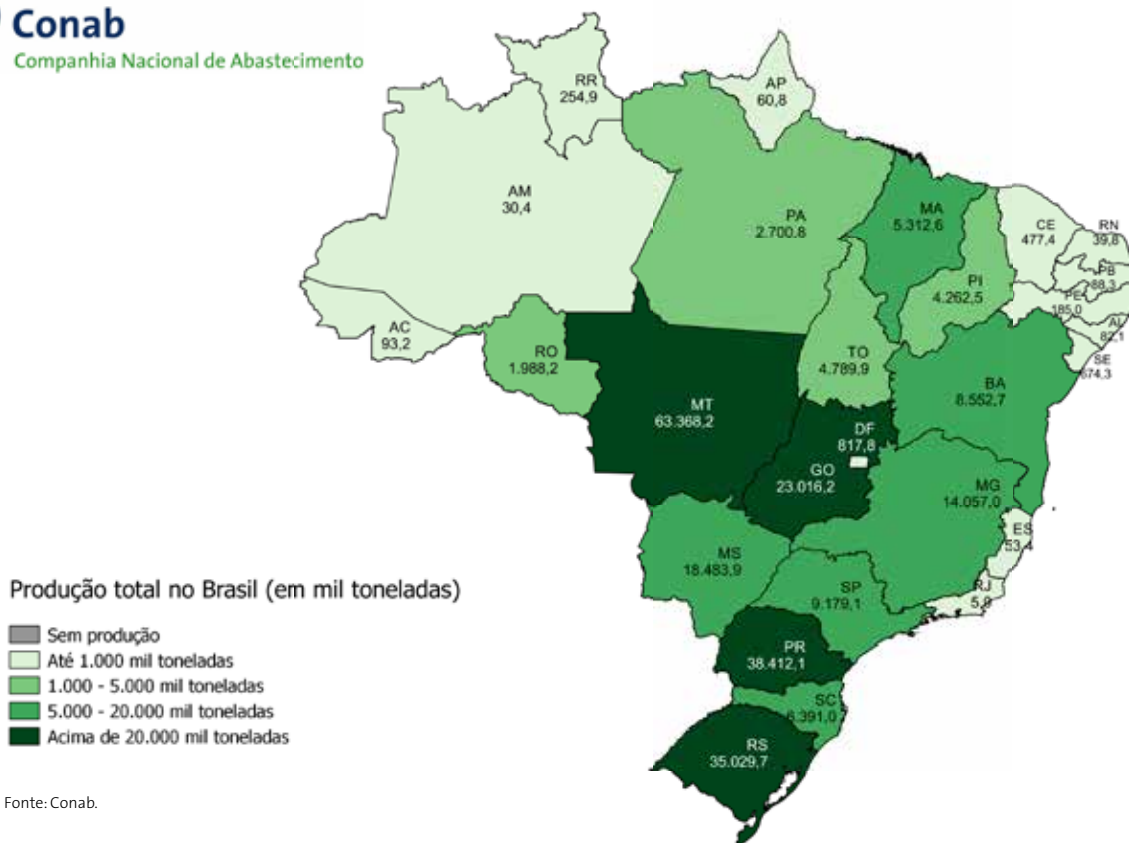 Conab
Companhia Nacional de Abastecimento
RR
254,9
AP
60,8
AM
30,4
PA
2.700.8
MA
5.312,6
CE
477,4
RN
39,8
PB
88,3
PI
4.262,5
PE
185,0
AL
82,1
SE
674,3
AC
93,2
RO
1.988,2
TO
4.789,9
BA
8.552,7
MT
63.368,2
DF
817,8
GO
23.016,2
MG
14.057,0
ES
53,4
MS
18.483,9
SP
9.179,1
RJ
PR
38.412,1
SC
6.391,0
RS
35.029,7
Produção total no Brasil (em mil toneladas)
Sem produção
Até 1.000 mil toneladas
1.000 - 5.000 mil toneladas
5.000 - 20.000 mil toneladas
Acima de 20.000 mil toneladas
Fonte: Conab.